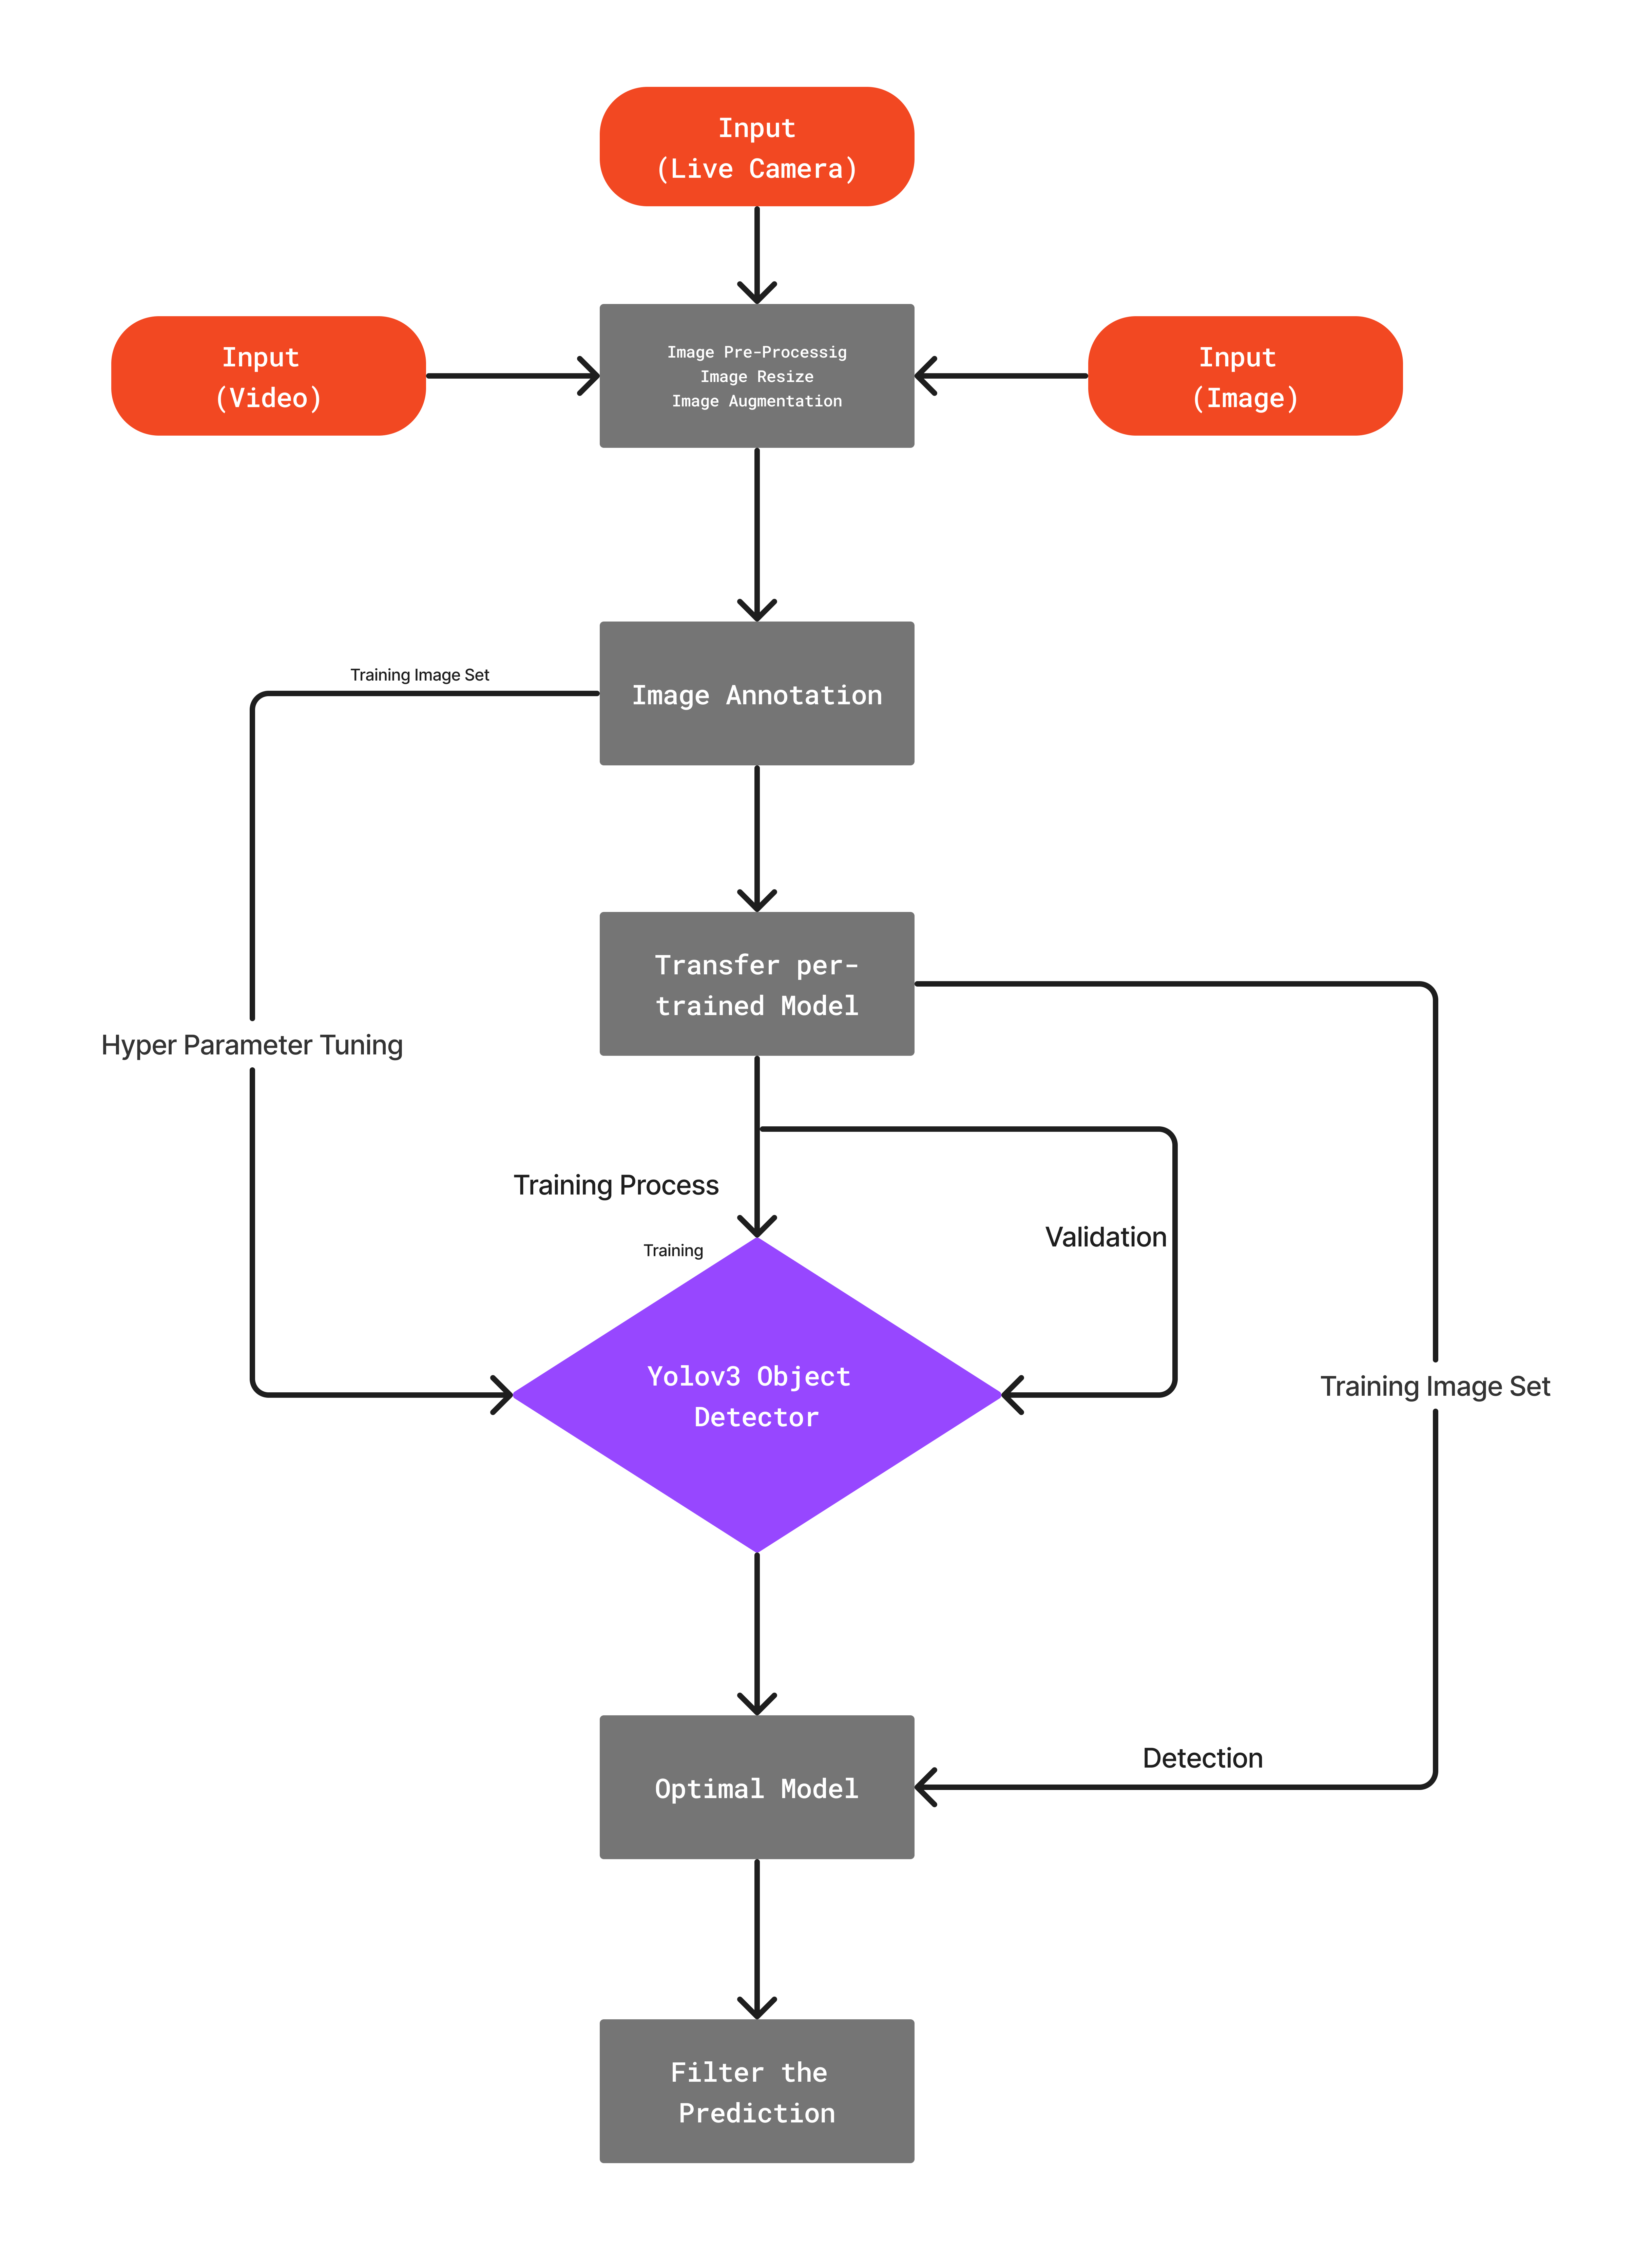 Input
(Live Camera)
Input
(Video)
Image Pre-Processig
Image Resize
Image Augmentation
Input
(Image)
Training Image Set
Image Annotation
Transfer per-
trained Model
Hyper Parameter Tuning
Training Process
Validation
Training
Yolov3 Object
Detector
Training Image Set
Detection
Optimal Model
Filter the
Prediction